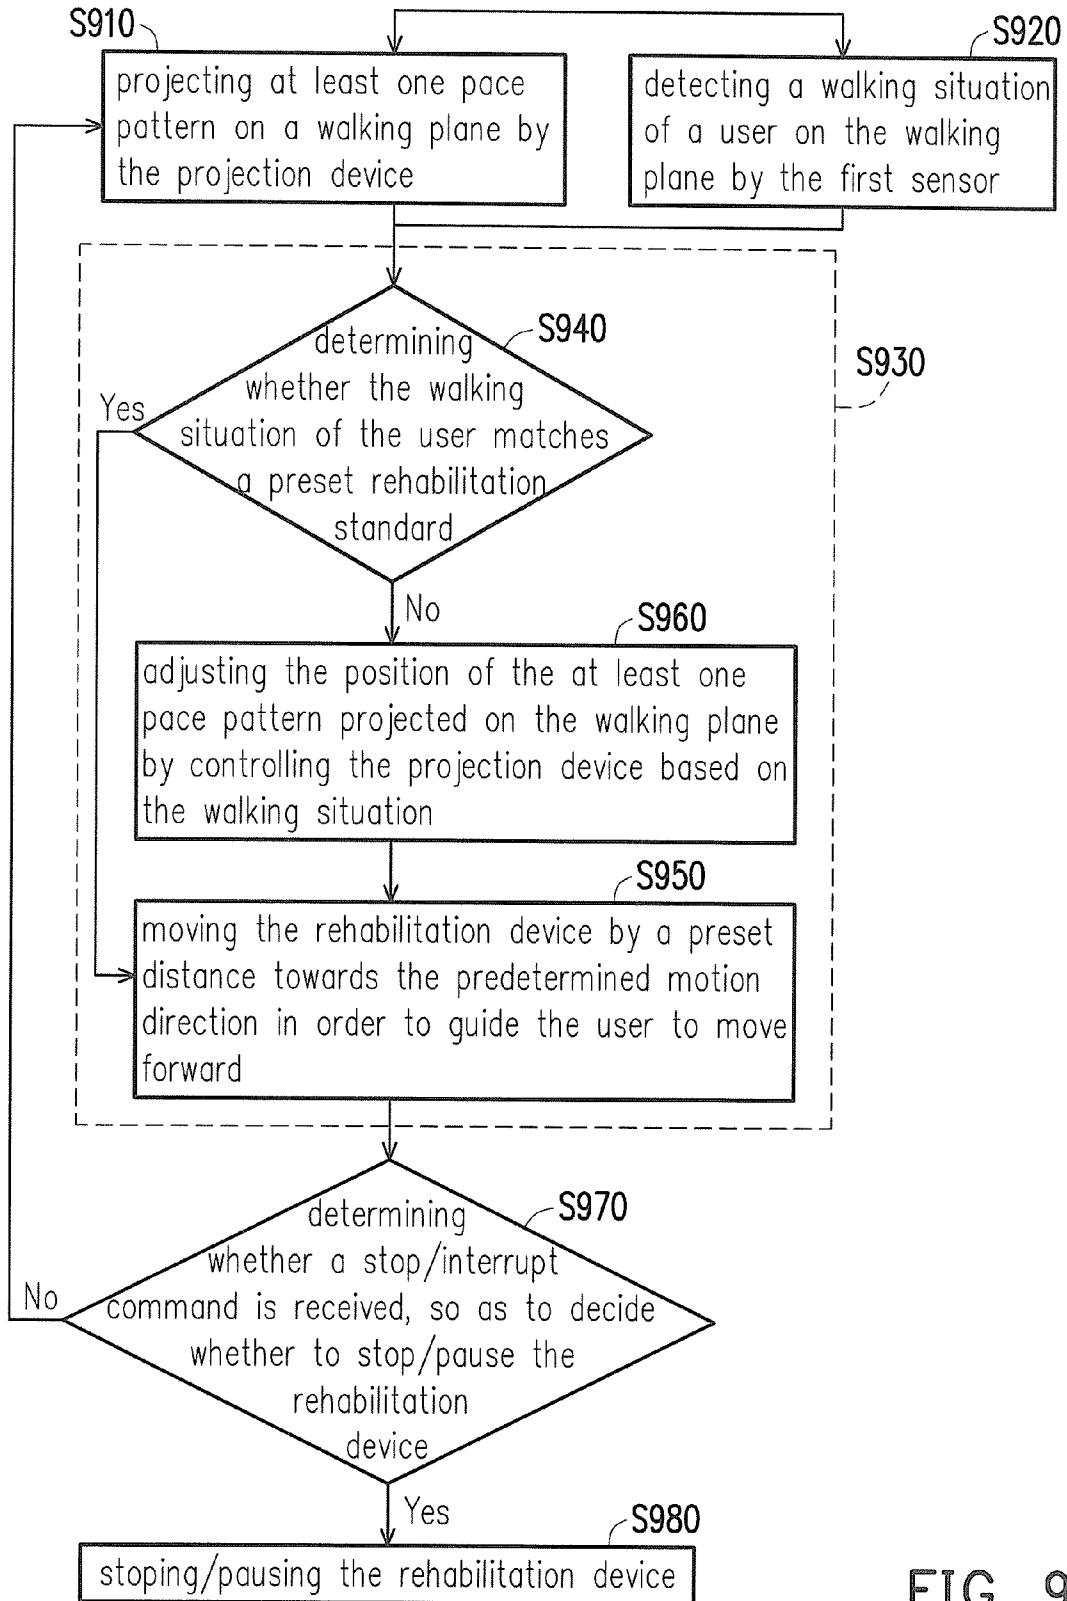 S910
projecting at least one pace
pattern on a walking plane by
the projection device
S920
detecting a walking situation
of a user on the walking
plane by the first sensor
S930
S940
determining
whether the walking
situation of the user matches
a preset rehabilitation
standard
Yes
No
S960
adjusting the position of the at least one
pace pattern projected on the walking plane
by controlling the projection device based on
the walking situation
S950
moving the rehabilitation device by a preset
distance towards the predetermined motion
direction in order to guide the user to move
forward
S970
determining
whether a stop/interrupt
command is received, so as to decide
whether to stop/pause the
rehabilitation
device
No
Yes
S980
stoping/pausing the rehabilitation device
FIG. 9